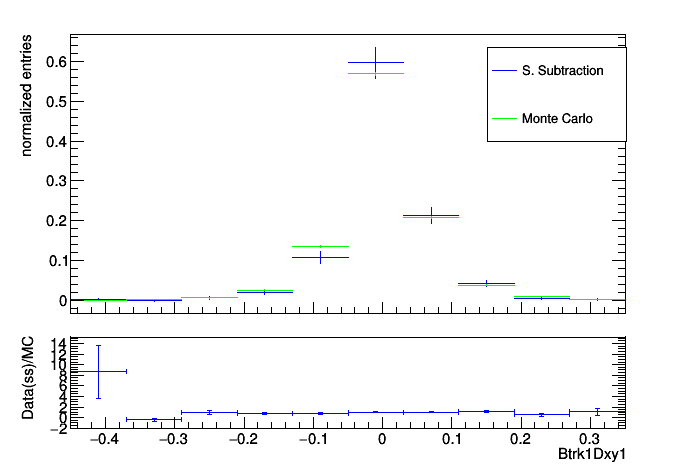 normalized entries
0.6
0.5
0.4
0.3
0.2
0.1
0
S. Subtraction
Monte Carlo
Data(ss)/MC
14
12
10
8
6
4
2
0
−2
−0.4 −0.3 −0.2 −0.1 0 0.1 0.2 0.3
Btrk1Dxy1